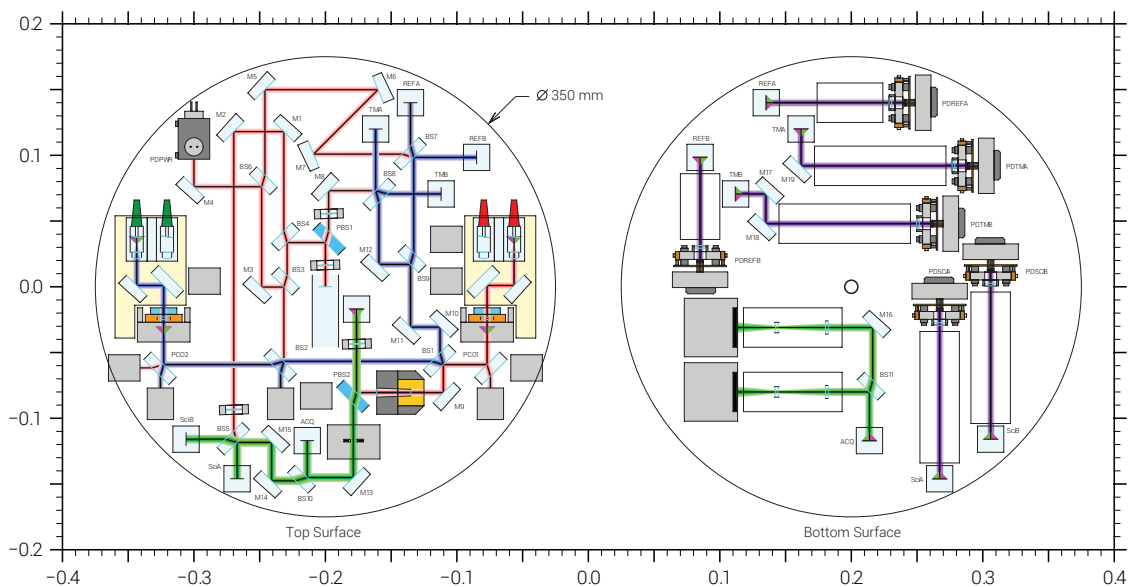 0.2
0.1
0.0
−0.1
−0.2
−0.4
−0.3
−0.2
−0.1
0.0
0.1
0.2
0.3
0.4
Ø 350 mm
M5
M6
REFA
TMA
M2
M1
REFB
BS7
PDPWR
M7
BS6
BS8
M8
TMB
M4
BS4
PBS1
M12
M3
BS3
BS9
M10
M11
BS2
BS1
PCO2
PCO1
PBS2
M9
SciB
BS5
M15
ACQ
SciA
M14
BS10
M13
Top Surface
REFA
PDREFA
TMA
REFB
M19
PDTMA
TMB
M17
M18
PDTMB
PDREFB
PDSCIA
PDSCIB
M16
BS11
ACQ
SciB
SciA
Bottom Surface